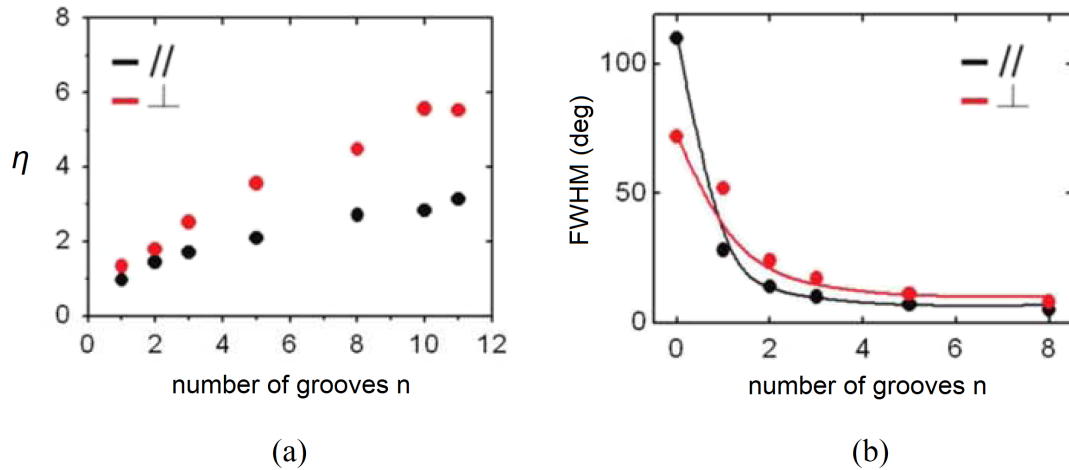 8
6
4
2
0
//
⊥
η
0 2 4 6 8 10 12
number of grooves n
(a)
100
50
0
//
⊥
FWHM (deg)
0 2 4 6 8
number of grooves n
(b)